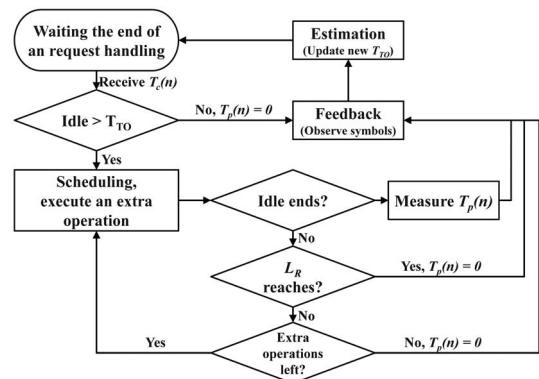 Waiting the end of
an request handling
Estimation
(Update new T_TO)
Receive T_c(n)
Idle > T_TO
No, T_p(n) = 0
Feedback
(Observe symbols)
Yes
Scheduling,
execute an extra
operation
Idle ends?
Measure T_p(n)
No
L_R
reaches?
Yes, T_p(n) = 0
No
Yes
Extra
operations
left?
No, T_p(n) = 0